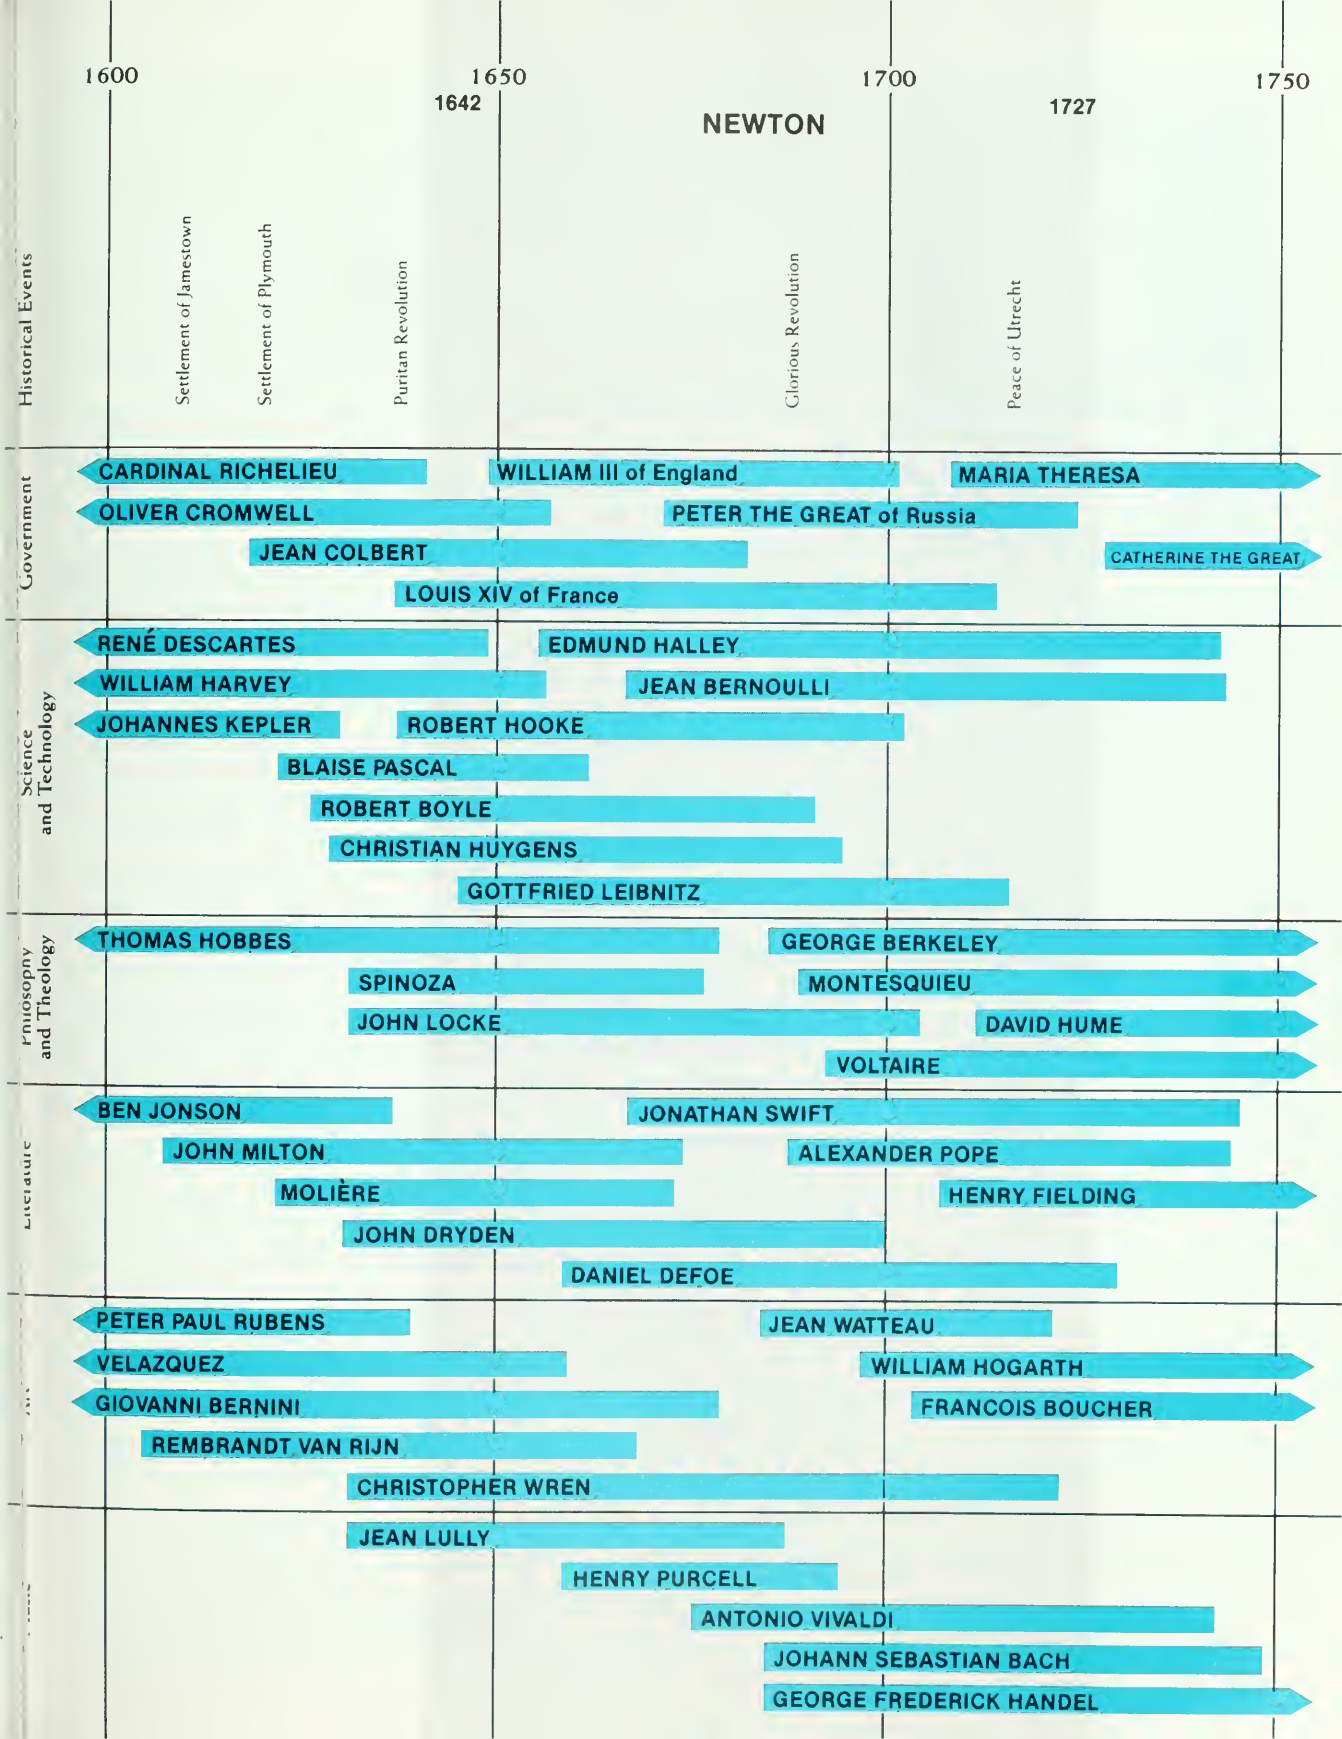 1600
1650
1700
1750
1642
1727
NEWTON
Historical Events
Settlement of Jamestown
Settlement of Plymouth
Puritan Revolution
Glorious Revolution
Peace of Utrecht
Government
CARDINAL RICHELIEU
WILLIAM III of England
MARIA THERESA
OLIVER CROMWELL
PETER THE GREAT of Russia
JEAN COLBERT
CATHERINE THE GREAT
LOUIS XIV of France
Science
and Technology
RENÉ DESCARTES
EDMUND HALLEY
WILLIAM HARVEY
JEAN BERNOULLI
JOHANNES KEPLER
ROBERT HOOKE
BLAISE PASCAL
ROBERT BOYLE
CHRISTIAN HUYGENS
GOTTFRIED LEIBNITZ
Philosophy
and Theology
THOMAS HOBBES
GEORGE BERKELEY
SPINOZA
MONTESQUIEU
JOHN LOCKE
DAVID HUME
VOLTAIRE
Literature
BEN JONSON
JONATHAN SWIFT
JOHN MILTON
ALEXANDER POPE
MOLIÈRE
HENRY FIELDING
JOHN DRYDEN
DANIEL DEFOE
PETER PAUL RUBENS
JEAN WATTEAU
VELAZQUEZ
WILLIAM HOGARTH
GIOVANNI BERNINI
FRANCOIS BOUCHER
REMBRANDT VAN RIJN
CHRISTOPHER WREN
JEAN LULLY
HENRY PURCELL
ANTONIO VIVALDI
JOHANN SEBASTIAN BACH
GEORGE FREDERICK HANDEL